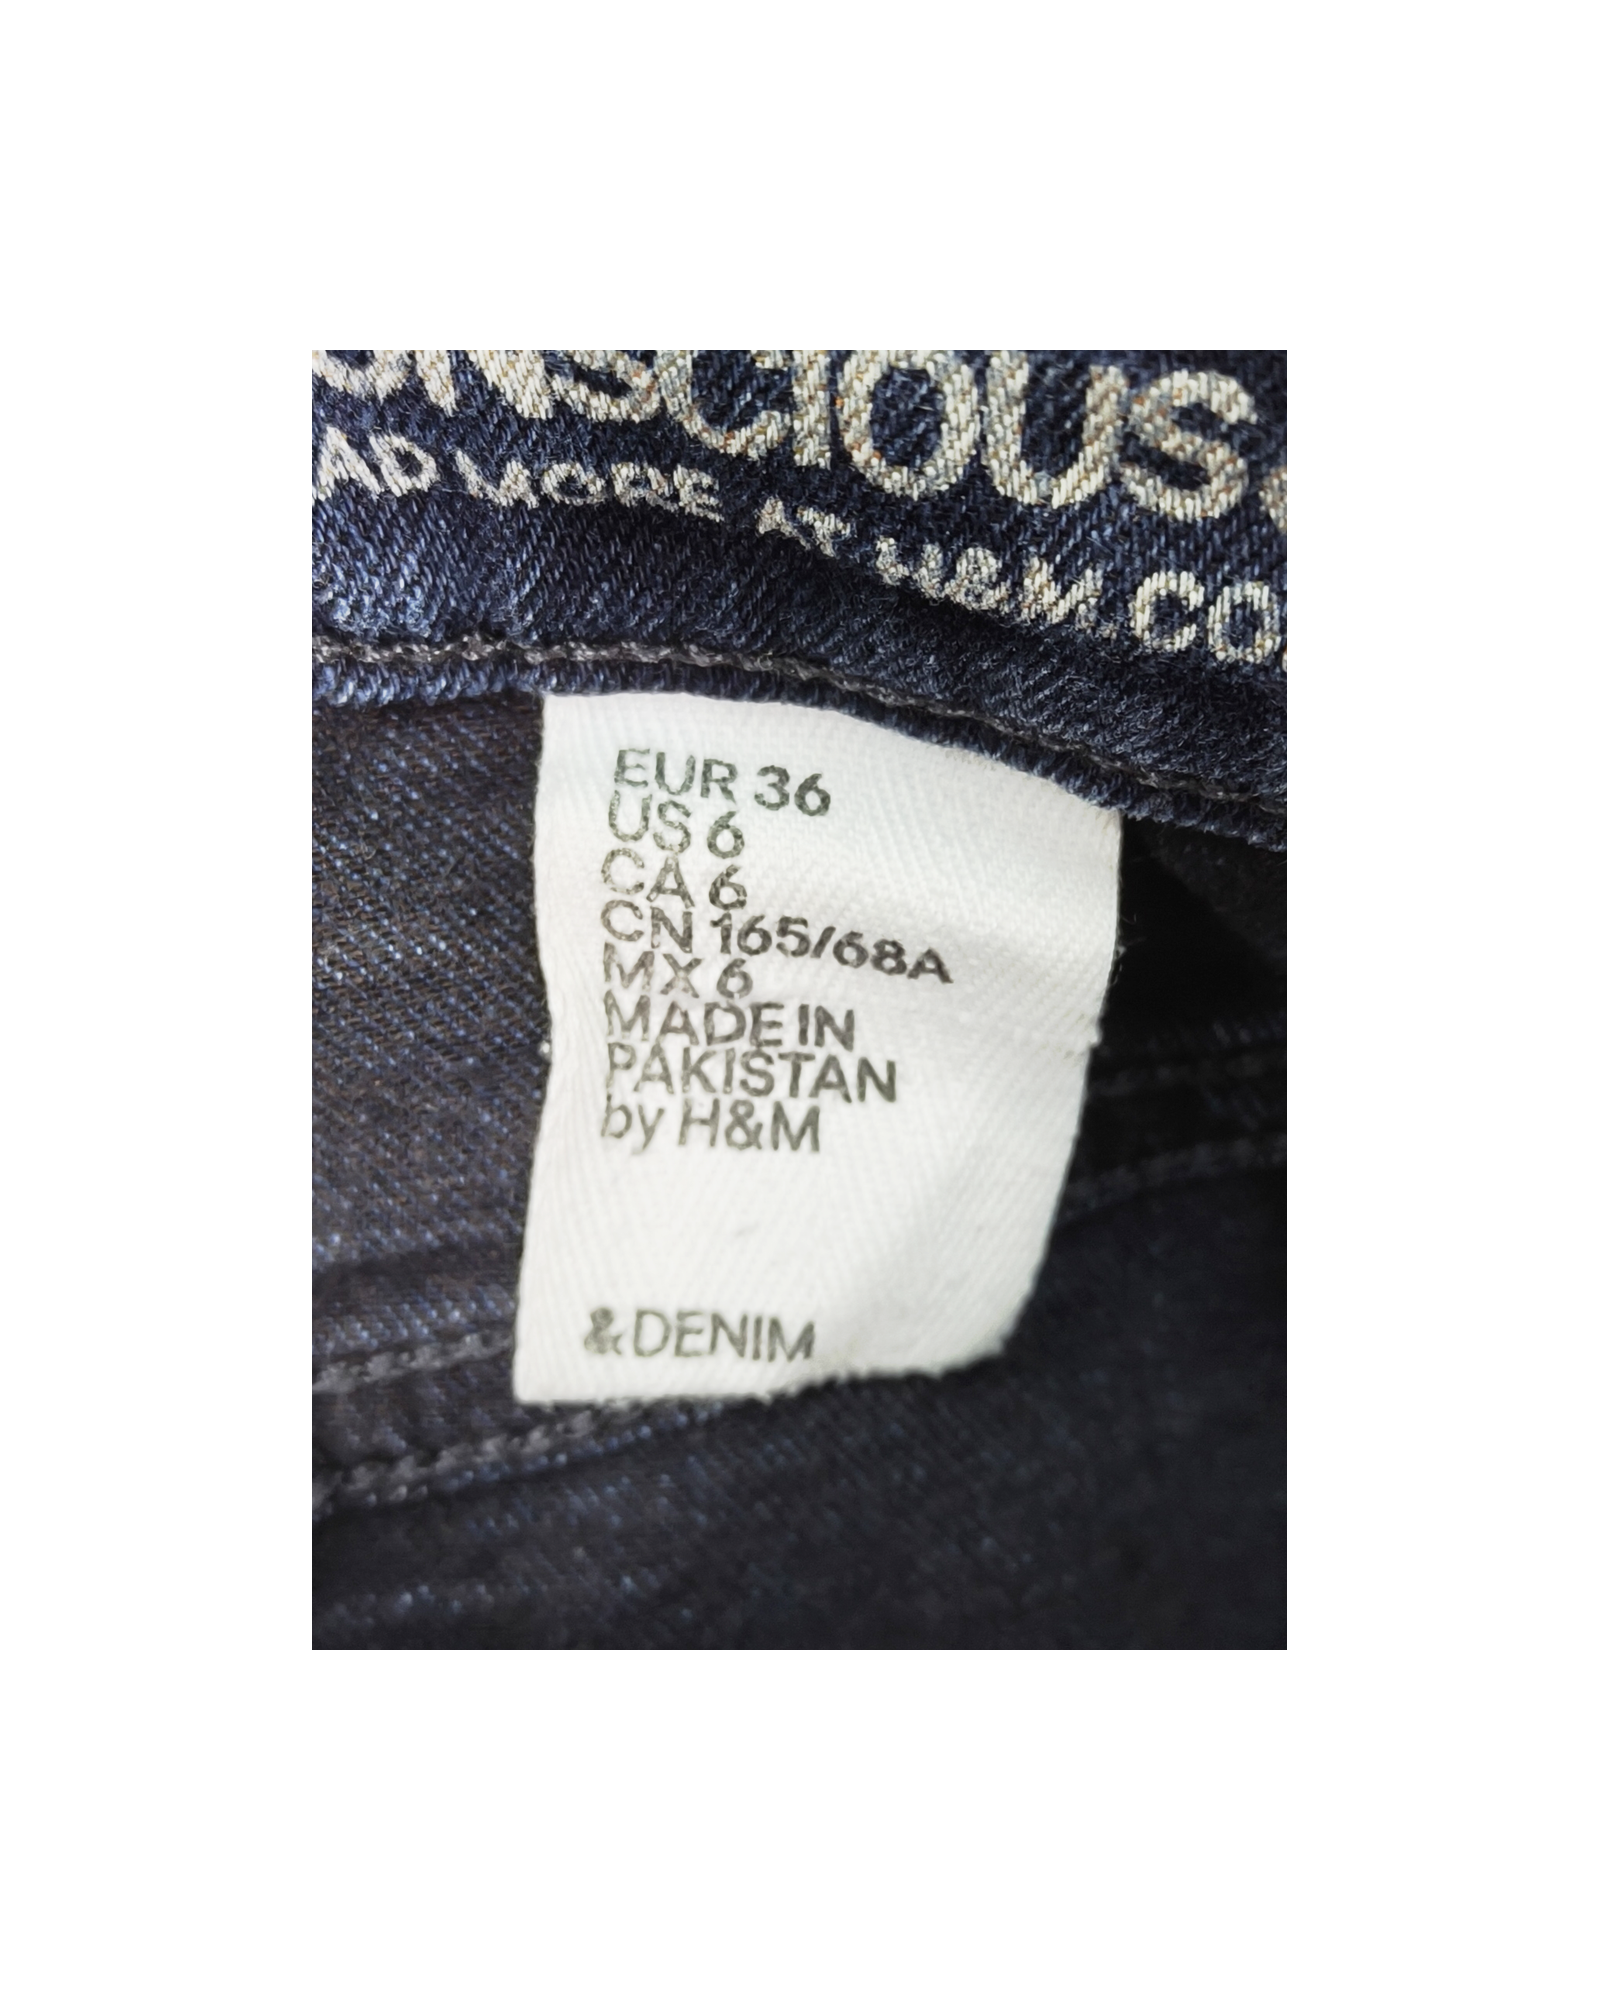 onscious.
AD MORE AT H&M.CO
EUR 36
US 6
CA 6
CN 165/68A
MX 6
MADE IN
PAKISTAN
by H&M
&DENIM